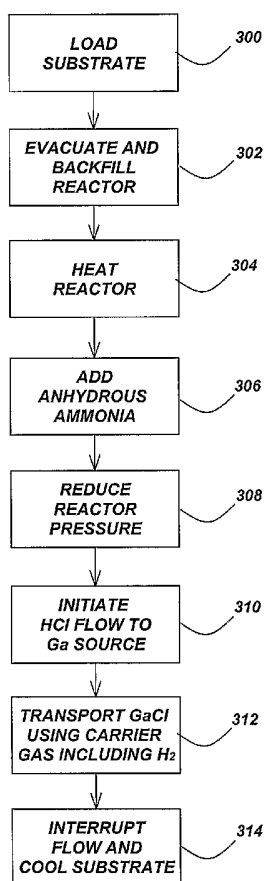 LOAD
SUBSTRATE
300
EVACUATE AND
BACKFILL
REACTOR
302
HEAT
REACTOR
304
ADD
ANHYDROUS
AMMONIA
306
REDUCE
REACTOR
PRESSURE
308
INITIATE
HCl FLOW TO
Ga SOURCE
310
TRANSPORT GaCl
USING CARRIER
GAS INCLUDING H₂
312
INTERRUPT
FLOW AND
COOL SUBSTRATE
314